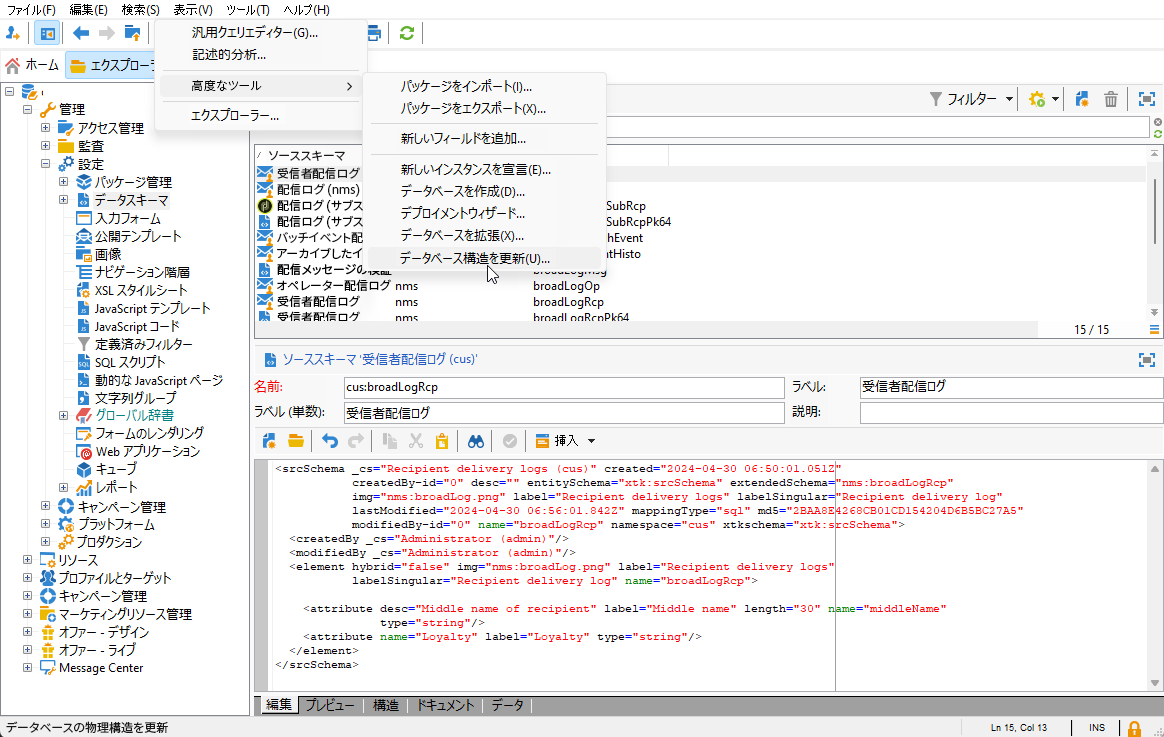 ファイル(F) 編集(E) 検索(S) 表示(V) ツール(T) ヘルプ(H)
ホーム エクスプローラ
汎用クエリエディター(G)...
記述的分析...
高度なツール
エクスプローラー...
パッケージをインポート(I)...
パッケージをエクスポート(X)...
新しいフィールドを追加...
新しいインスタンスを宣言(E)...
データベースを作成(D)...
デプロイメントウィザード...
データベースを拡張(X)...
データベース構造を更新(U)...
管理
アクセス管理
監査
設定
パッケージ管理
データスキーマ
入力フォーム
公開テンプレート
画像
ナビゲーション階層
XSL スタイルシート
JavaScript テンプレート
JavaScript コード
定義済みフィルター
SQL スクリプト
動的な JavaScript ページ
文字列グループ
グローバル辞書
フォームのレンダリング
Web アプリケーション
キューブ
レポート
キャンペーン管理
プラットフォーム
プロダクション
リソース
プロファイルとターゲット
キャンペーン管理
マーケティングリソース管理
オファー - デザイン
オファー - ライブ
Message Center
フィルター
ソーススキーマ
受信者配信ログ
配信ログ (nms)
配信ログ (サブス SubRcp
配信ログ (サブス SubRcpPk64
バッチイベント配 hEvent
アーカイブしたイ ntHisto
配信メッセージの検証 broadLogMsg
オペレーター配信ログ nms broadLogOp
受信者配信ログ nms broadLogRcp
受信者配信ログ nms broadLogRcpPk64
15 / 15
ソーススキーマ '受信者配信ログ (cus)'
名前: cus:broadLogRcp ラベル: 受信者配信ログ
ラベル (単数): 受信者配信ログ 説明:
挿入
<srcSchema _cs="Recipient delivery logs (cus)" created="2024-04-30 06:50:01.051Z"
createdBy-id="0" desc="" entitySchema="xtk:srcSchema" extendedSchema="nms:broadLogRcp"
img="nms:broadLog.png" label="Recipient delivery logs" labelSingular="Recipient delivery log"
lastModified="2024-04-30 06:56:01.842Z" mappingType="sql" md5="2BAA8E4268CB01CD154204D6B5BC27A5"
modifiedBy-id="0" name="broadLogRcp" namespace="cus" xtkschema="xtk:srcSchema">
<createdBy _cs="Administrator (admin)"/>
<modifiedBy _cs="Administrator (admin)"/>
<element hybrid="false" img="nms:broadLog.png" label="Recipient delivery logs"
labelSingular="Recipient delivery log" name="broadLogRcp">
<attribute desc="Middle name of recipient" label="Middle name" length="30" name="middleName"
type="string"/>
<attribute name="Loyalty" label="Loyalty" type="string"/>
</element>
</srcSchema>
編集 プレビュー 構造 ドキュメント データ
データベースの物理構造を更新 Ln 15, Col 13 INS